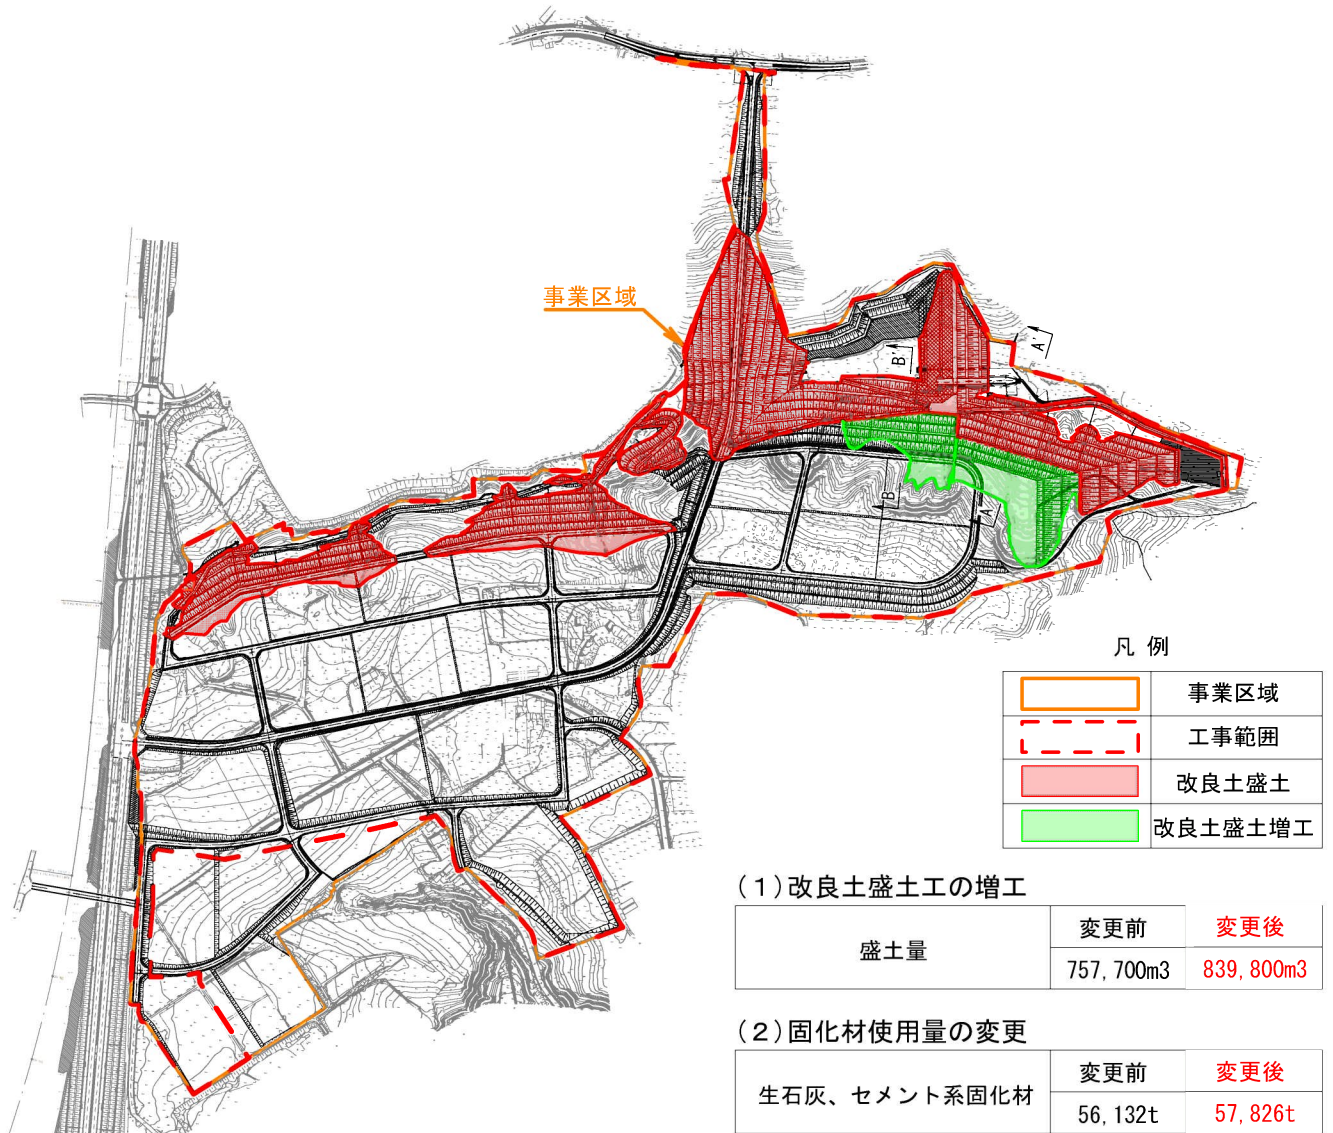 事業区域
A'
B'
B
A
凡 例
事業区域
工事範囲
改良土盛土
改良土盛土増工
(1)改良土盛土工の増工
盛土量
変更前
変更後
757,700m3
839,800m3
(2)固化材使用量の変更
生石灰、セメント系固化材
変更前
変更後
56,132t
57,826t